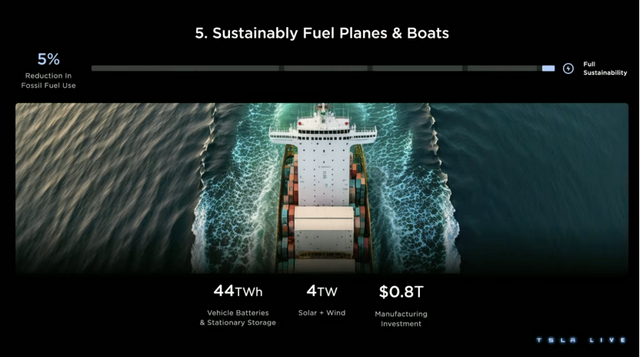 5. Sustainably Fuel Planes & Boats
5%
Reduction In
Fossil Fuel Use
Full
Sustainability
44TWh
Vehicle Batteries
& Stationary Storage
4TW
Solar + Wind
$0.8T
Manufacturing
Investment
TSLA LIVE